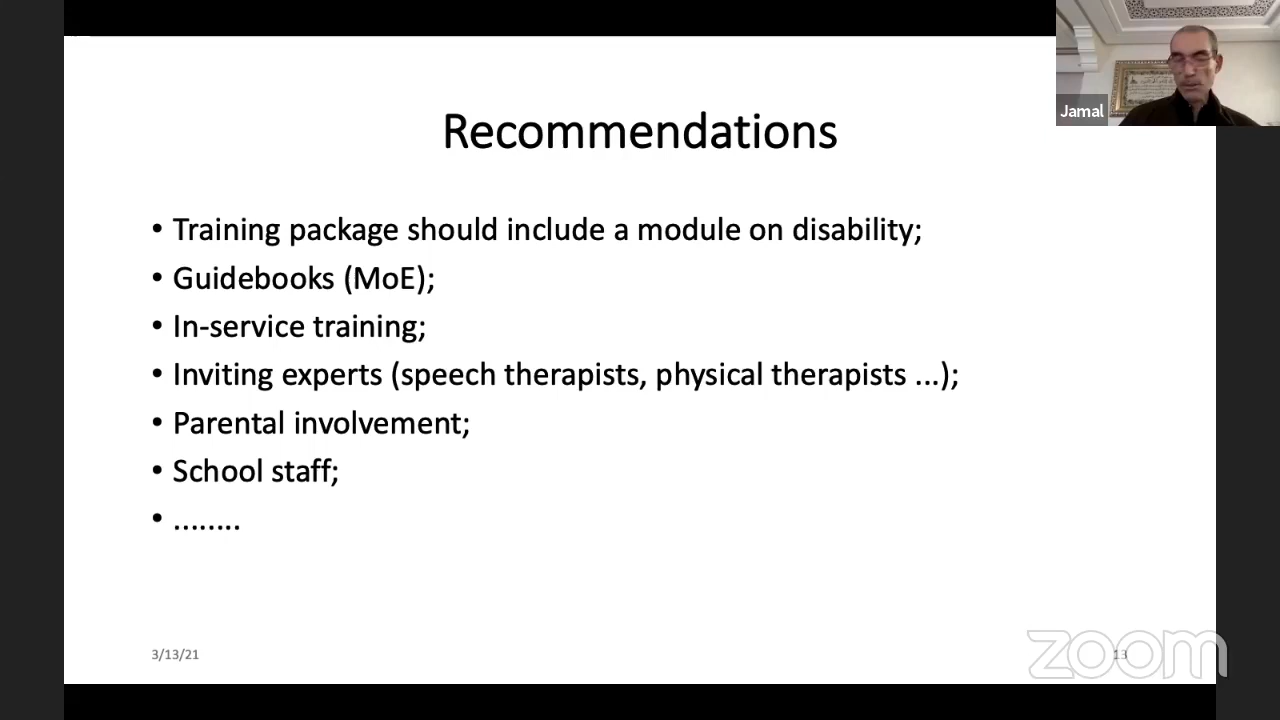 Jamal
Recommendations
• Training package should include a module on disability;
• Guidebooks (MoE);
• In-service training;
• Inviting experts (speech therapists, physical therapists ...);
• Parental involvement;
• School staff;
• ........
3/13/21
13
zoom